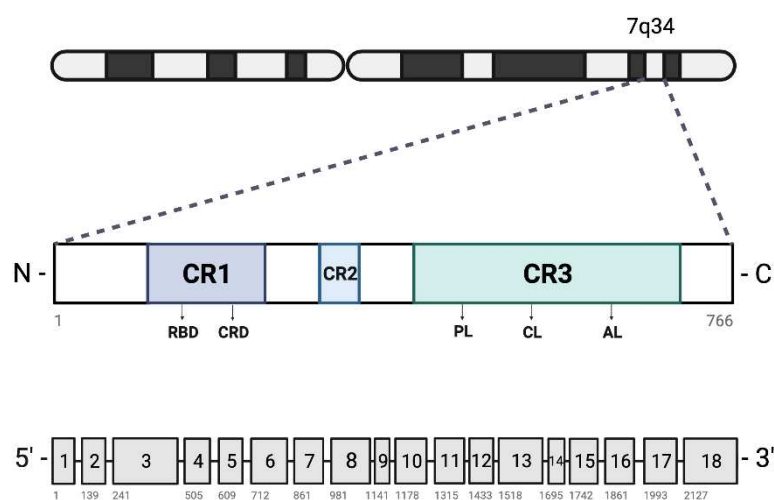 7q34
N - CR1 CR2 CR3 - C
1 766
RBD CRD PL CL AL
5' - 1 2 3 4 5 6 7 8 9 10 11 12 13 14 15 16 17 18 - 3'
1 139 241 505 609 712 861 981 1141 1178 1315 1433 1518 1695 1742 1861 1993 2127